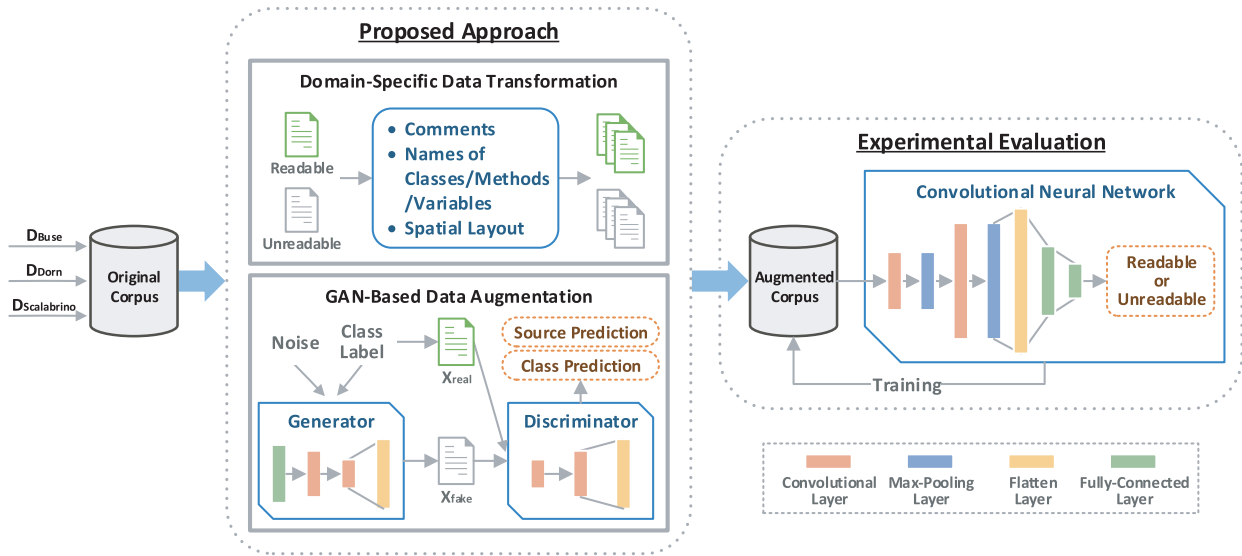 Proposed Approach
Domain-Specific Data Transformation
Readable
Unreadable
• Comments
• Names of
Classes/Methods
/Variables
• Spatial Layout
DBuse
DDorn
DScalabrino
Original
Corpus
GAN-Based Data Augmentation
Noise
Class
Label
Xreal
Source Prediction
Class Prediction
Generator
Xfake
Discriminator
Experimental Evaluation
Convolutional Neural Network
Augmented
Corpus
Readable
or
Unreadable
Training
Convolutional
Layer
Max-Pooling
Layer
Flatten
Layer
Fully-Connected
Layer